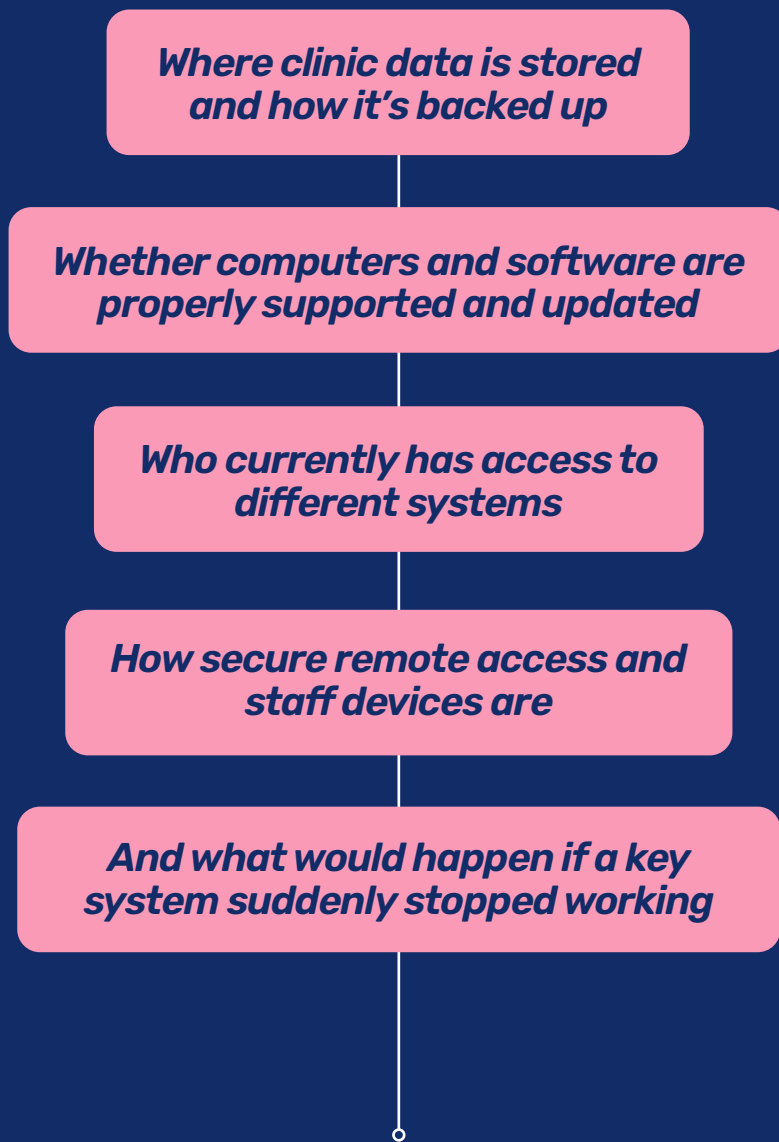 Where clinic data is stored
and how it’s backed up
Whether computers and software are
properly supported and updated
Who currently has access to
different systems
How secure remote access and
staff devices are
And what would happen if a key
system suddenly stopped working